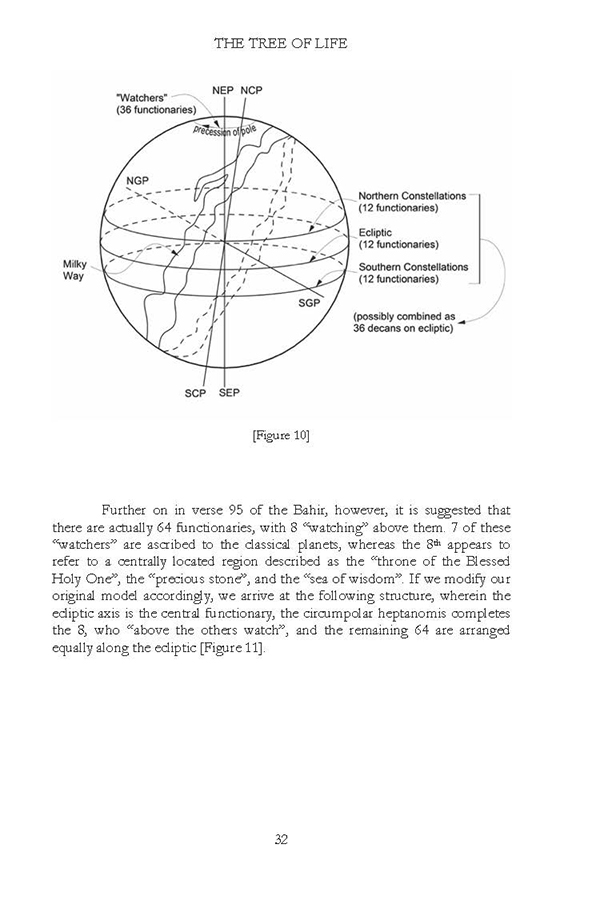 THE TREE OF LIFE
NEP NCP
"Watchers"
(36 functionaries)
precession of pole
NGP
Northern Constellations
(12 functionaries)
Ecliptic
(12 functionaries)
Milky
Way
Southern Constellations
(12 functionaries)
SGP
(possibly combined as
36 decans on ecliptic)
SCP SEP
[Figure 10]
Further on in verse 95 of the Bahir, however, it is suggested that
there are actually 64 functionaries, with 8 “watching” above them. 7 of these
“watchers” are ascribed to the classical planets, whereas the 8th appears to
refer to a centrally located region described as the “throne of the Blessed
Holy One”, the “precious stone”, and the “sea of wisdom”. If we modify our
original model accordingly, we arrive at the following structure, wherein the
ecliptic axis is the central functionary, the circumpolar heptanomis completes
the 8, who “above the others watch”, and the remaining 64 are arranged
equally along the ecliptic [Figure 11].
32